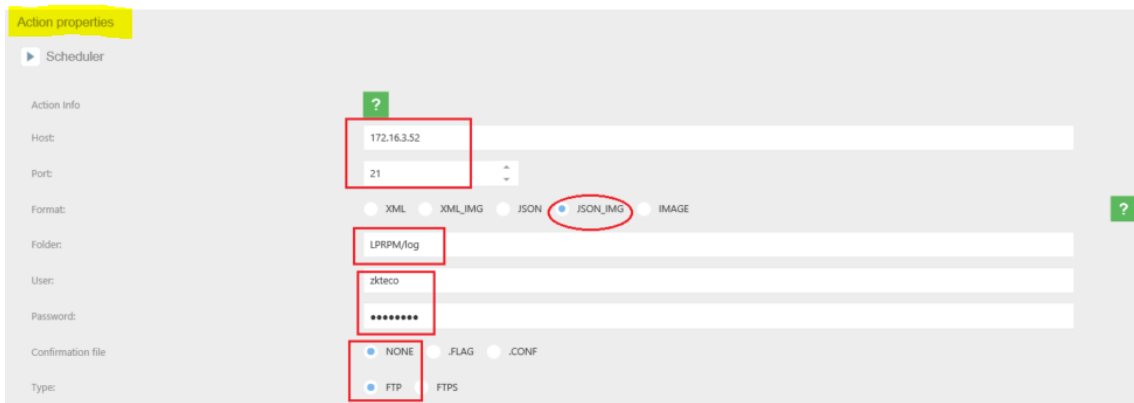 Action properties
Scheduler
Action Info ?
Host: 172.16.3.52
Port: 21
Format: XML XML_IMG JSON JSON_IMG IMAGE ?
Folder: LPRPM/log
User: zkteco
Password: ••••••••
Confirmation file NONE .FLAG .CONF
Type: FTP FTPS